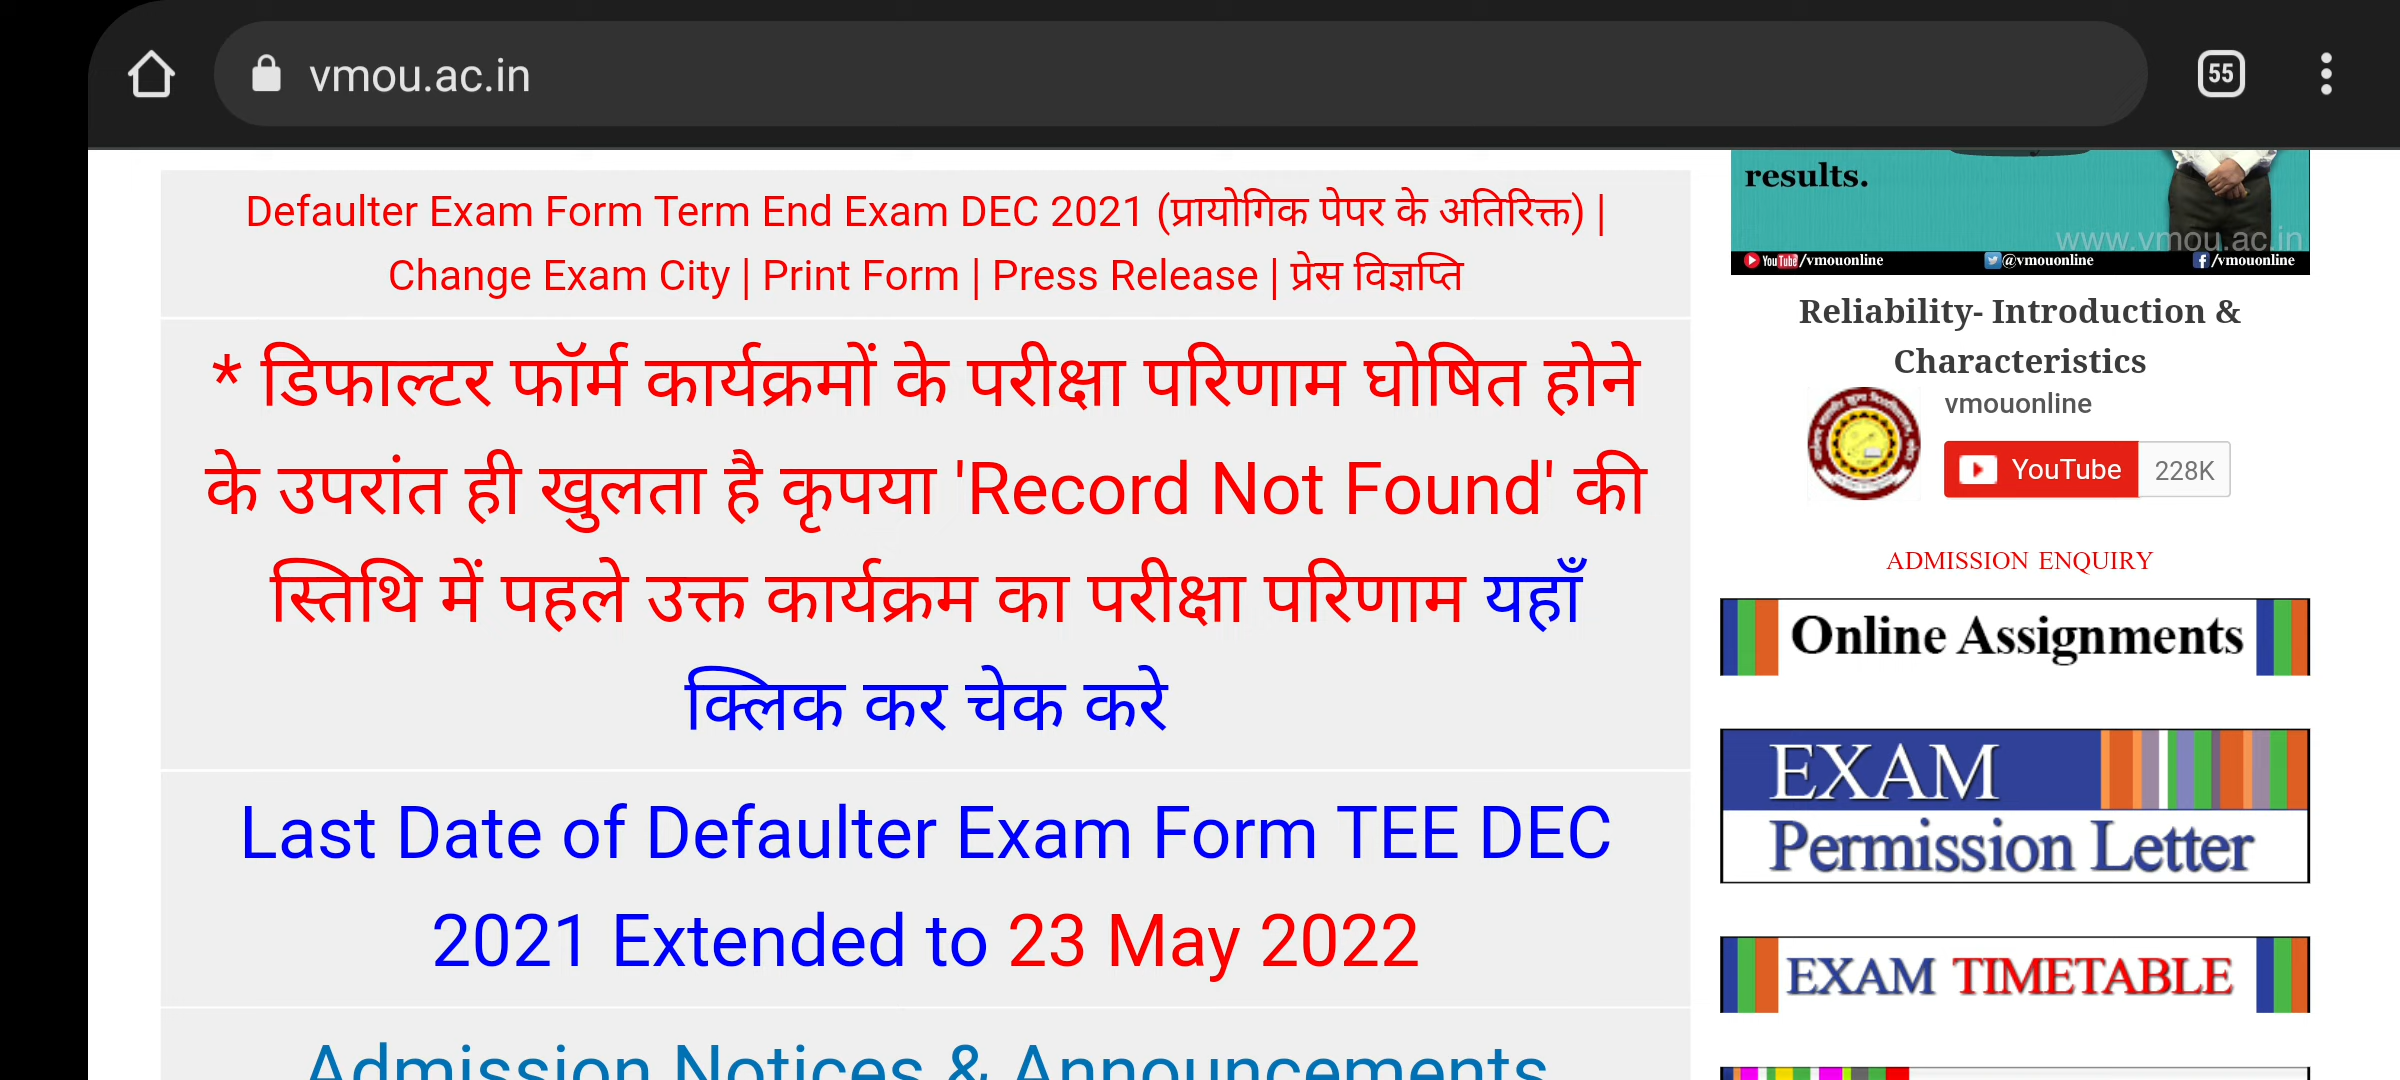 vmou.ac.in
55
Defaulter Exam Form Term End Exam DEC 2021 (प्रायोगिक पेपर के अतिरिक्त) |
Change Exam City | Print Form | Press Release | प्रेस विज्ञप्ति
* डिफाल्टर फॉर्म कार्यक्रमों के परीक्षा परिणाम घोषित होने
के उपरांत ही खुलता है कृपया 'Record Not Found' की
स्तिथि में पहले उक्त कार्यक्रम का परीक्षा परिणाम यहाँ
क्लिक कर चेक करे
Last Date of Defaulter Exam Form TEE DEC
2021 Extended to 23 May 2022
Admission Notices & Announcements
results.
www.vmou.ac.in
YouTube /vmouonline @vmouonline f /vmouonline
Reliability- Introduction &
Characteristics
vmouonline
YouTube 228K
ADMISSION ENQUIRY
Online Assignments
EXAM
Permission Letter
EXAM TIMETABLE